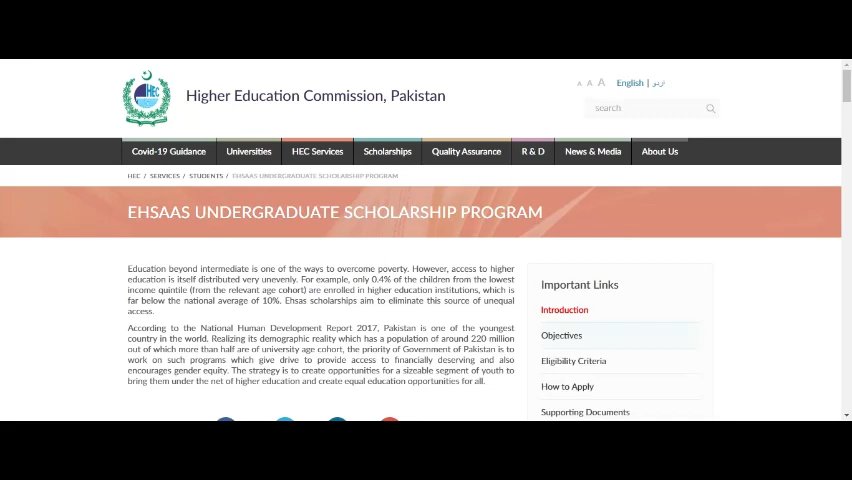 HEC
Higher Education Commission, Pakistan
A A A
English | اردو
search
Covid-19 Guidance
Universities
HEC Services
Scholarships
Quality Assurance
R & D
News & Media
About Us
HEC / SERVICES / STUDENTS / EHSAAS UNDERGRADUATE SCHOLARSHIP PROGRAM
EHSAAS UNDERGRADUATE SCHOLARSHIP PROGRAM
Education beyond intermediate is one of the ways to overcome poverty. However, access to higher
education is itself distributed very unevenly. For example, only 0.4% of the children from the lowest
income quintile (from the relevant age cohort) are enrolled in higher education institutions, which is
far below the national average of 10%. Ehsas scholarships aim to eliminate this source of unequal
access.
According to the National Human Development Report 2017, Pakistan is one of the youngest
country in the world. Realizing its demographic reality which has a population of around 220 million
out of which more than half are of university age cohort, the priority of Government of Pakistan is to
work on such programs which give drive to provide access to financially deserving and also
encourages gender equity. The strategy is to create opportunities for a sizeable segment of youth to
bring them under the net of higher education and create equal education opportunities for all.
Important Links
Introduction
Objectives
Eligibility Criteria
How to Apply
Supporting Documents